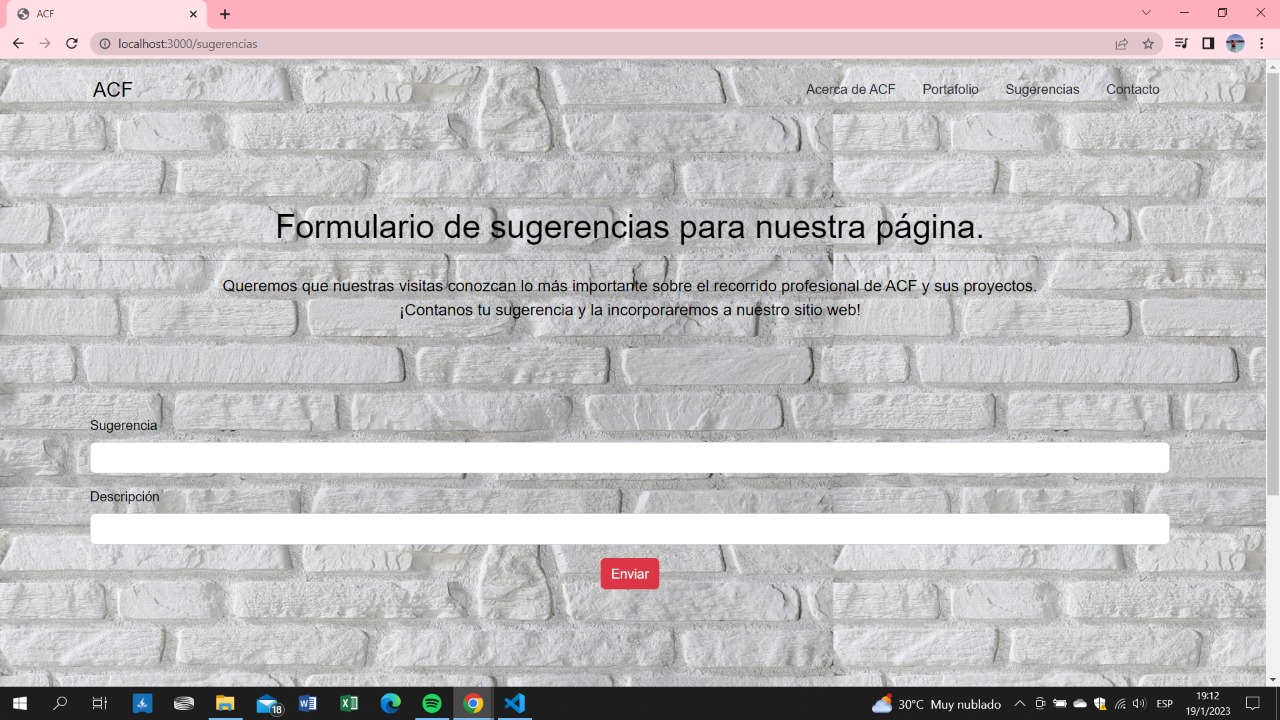 ACF
localhost:3000/sugerencias
ACF
Acerca de ACF Portafolio Sugerencias Contacto
Formulario de sugerencias para nuestra página.
Queremos que nuestras visitas conozcan lo más importante sobre el recorrido profesional de ACF y sus proyectos.
¡Contanos tu sugerencia y la incorporaremos a nuestro sitio web!
Sugerencia
Descripción
Enviar
18
30°C Muy nublado
ESP
19:12
19/1/2023